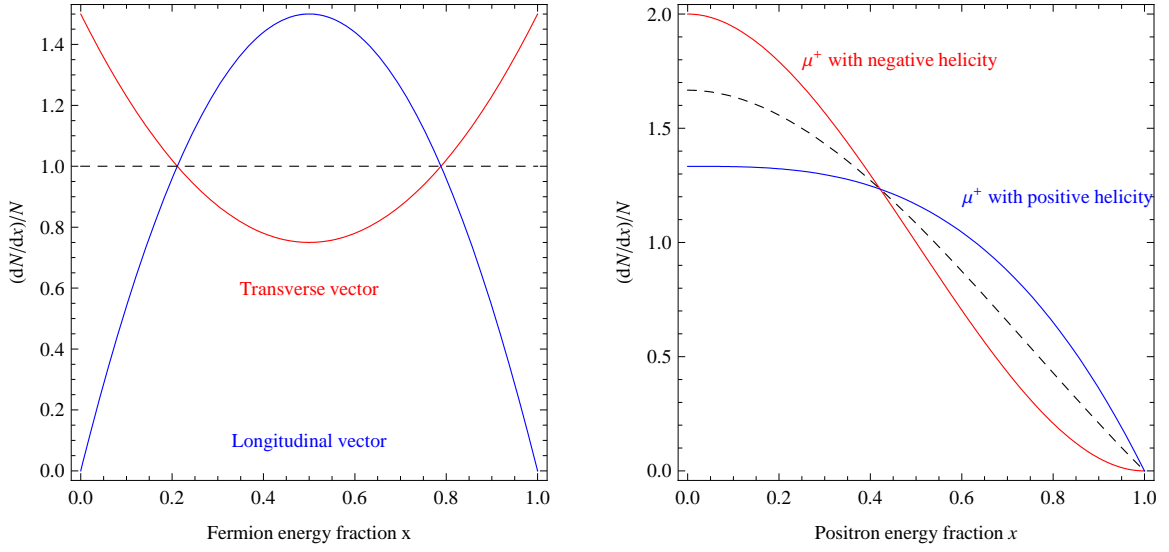 1.4
1.2
1.0
0.8
0.6
0.4
0.2
0.0
(dN/dx)/N
Transverse vector
Longitudinal vector
0.0 0.2 0.4 0.6 0.8 1.0
Fermion energy fraction x
2.0
1.5
1.0
0.5
0.0
(dN/dx)/N
μ⁺ with negative helicity
μ⁺ with positive helicity
0.0 0.2 0.4 0.6 0.8 1.0
Positron energy fraction x